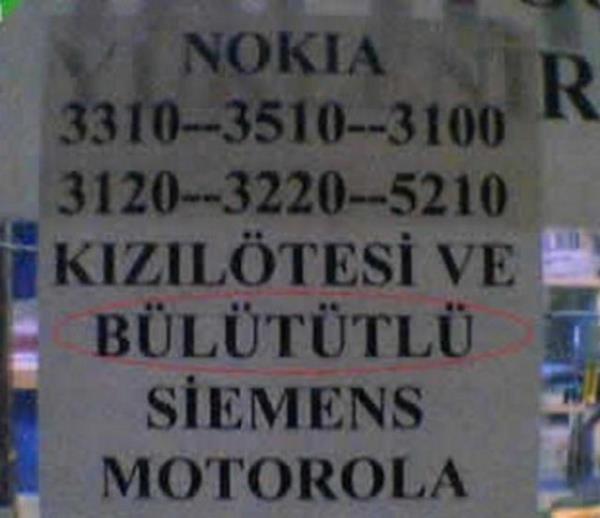 NOKIA
3310--3510--3100
3120--3220--5210
KIZILÖTESİ VE
BÜLÜTÜTLÜ
SİEMENS
MOTOROLA